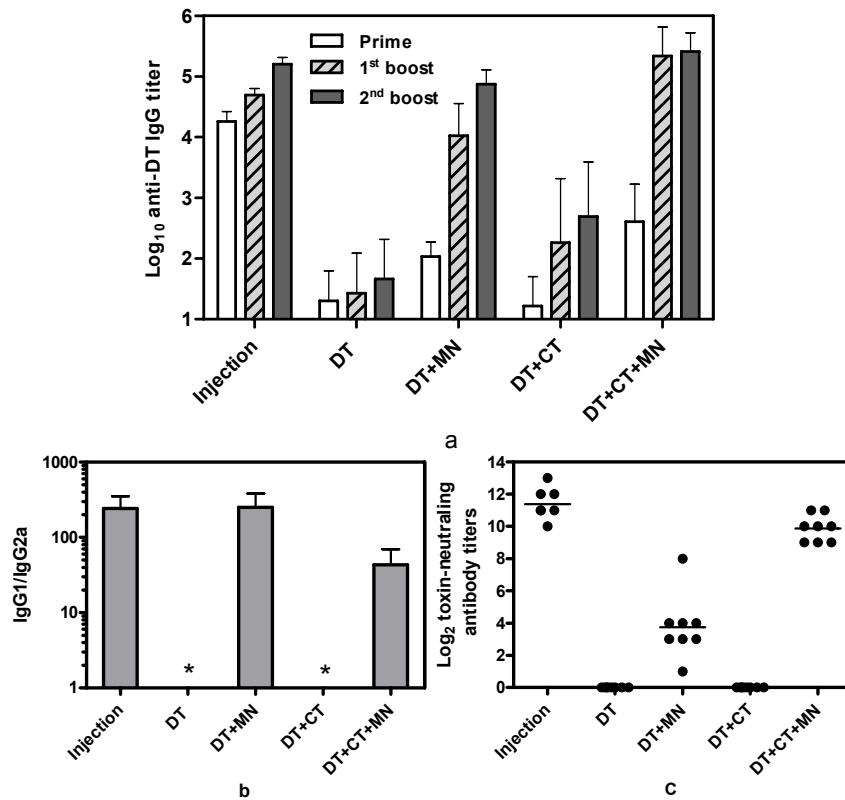 6
5
4
3
2
1
Log10 anti-DT IgG titer
Prime
1st boost
2nd boost
Injection
DT
DT+MN
DT+CT
DT+CT+MN
a
1000
100
10
1
IgG1/IgG2a
*
*
Injection
DT
DT+MN
DT+CT
DT+CT+MN
b
14
12
10
8
6
4
2
0
Log2 toxin-neutraling
antibody titers
Injection
DT
DT+MN
DT+CT
DT+CT+MN
C